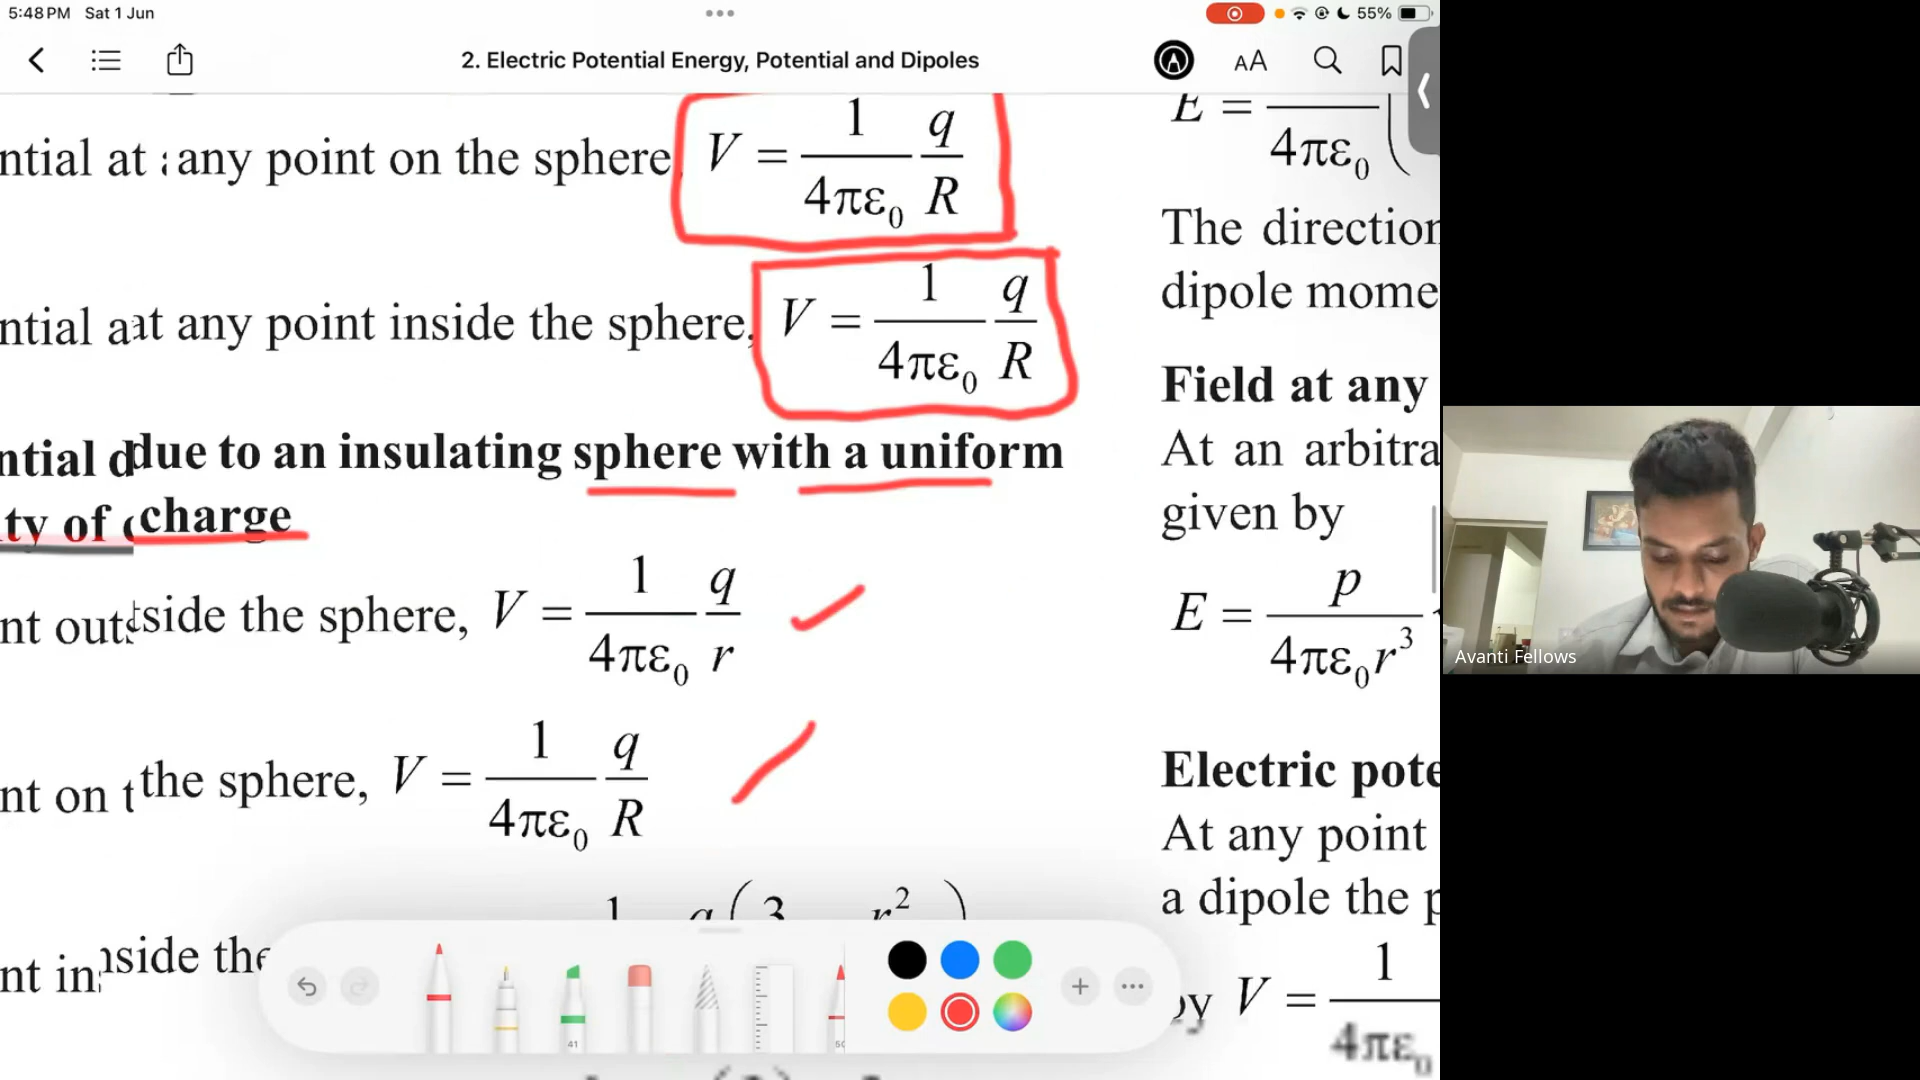 5:48 PM Sat 1 Jun
55%
2. Electric Potential Energy, Potential and Dipoles
AA
ntial at any point on the sphere, V = 1/4πε₀ q/R
ntial at any point inside the sphere, V = 1/4πε₀ q/R
ntial due to an insulating sphere with a uniform
ty of charge
nt outside the sphere, V = 1/4πε₀ q/r
nt on the sphere, V = 1/4πε₀ q/R
nt inside the
1 q ( 3 r² )
41
E = 4πε₀ (
The direction
dipole mome
Field at any
At an arbitra
given by
E = p/4πε₀r³
Electric pote
At any point
a dipole the p
by V = 1/4πε₀
Avanti Fellows